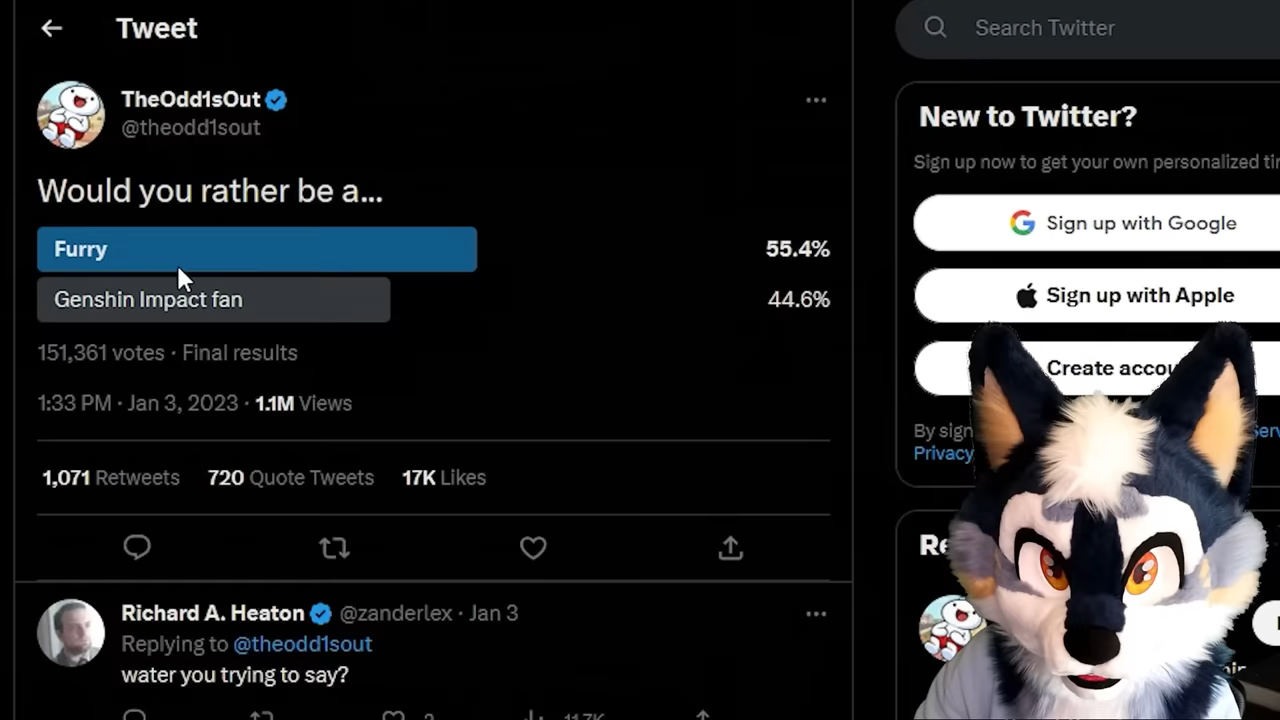 Tweet
Search Twitter
TheOdd1sOut
@theodd1sout
Would you rather be a...
Furry 55.4%
Genshin Impact fan 44.6%
151,361 votes · Final results
1:33 PM · Jan 3, 2023 · 1.1M Views
1,071 Retweets 720 Quote Tweets 17K Likes
Richard A. Heaton @zanderlex · Jan 3
Replying to @theodd1sout
water you trying to say?
New to Twitter?
Sign up now to get your own personalized
Sign up with Google
Sign up with Apple
Create
By
Privacy